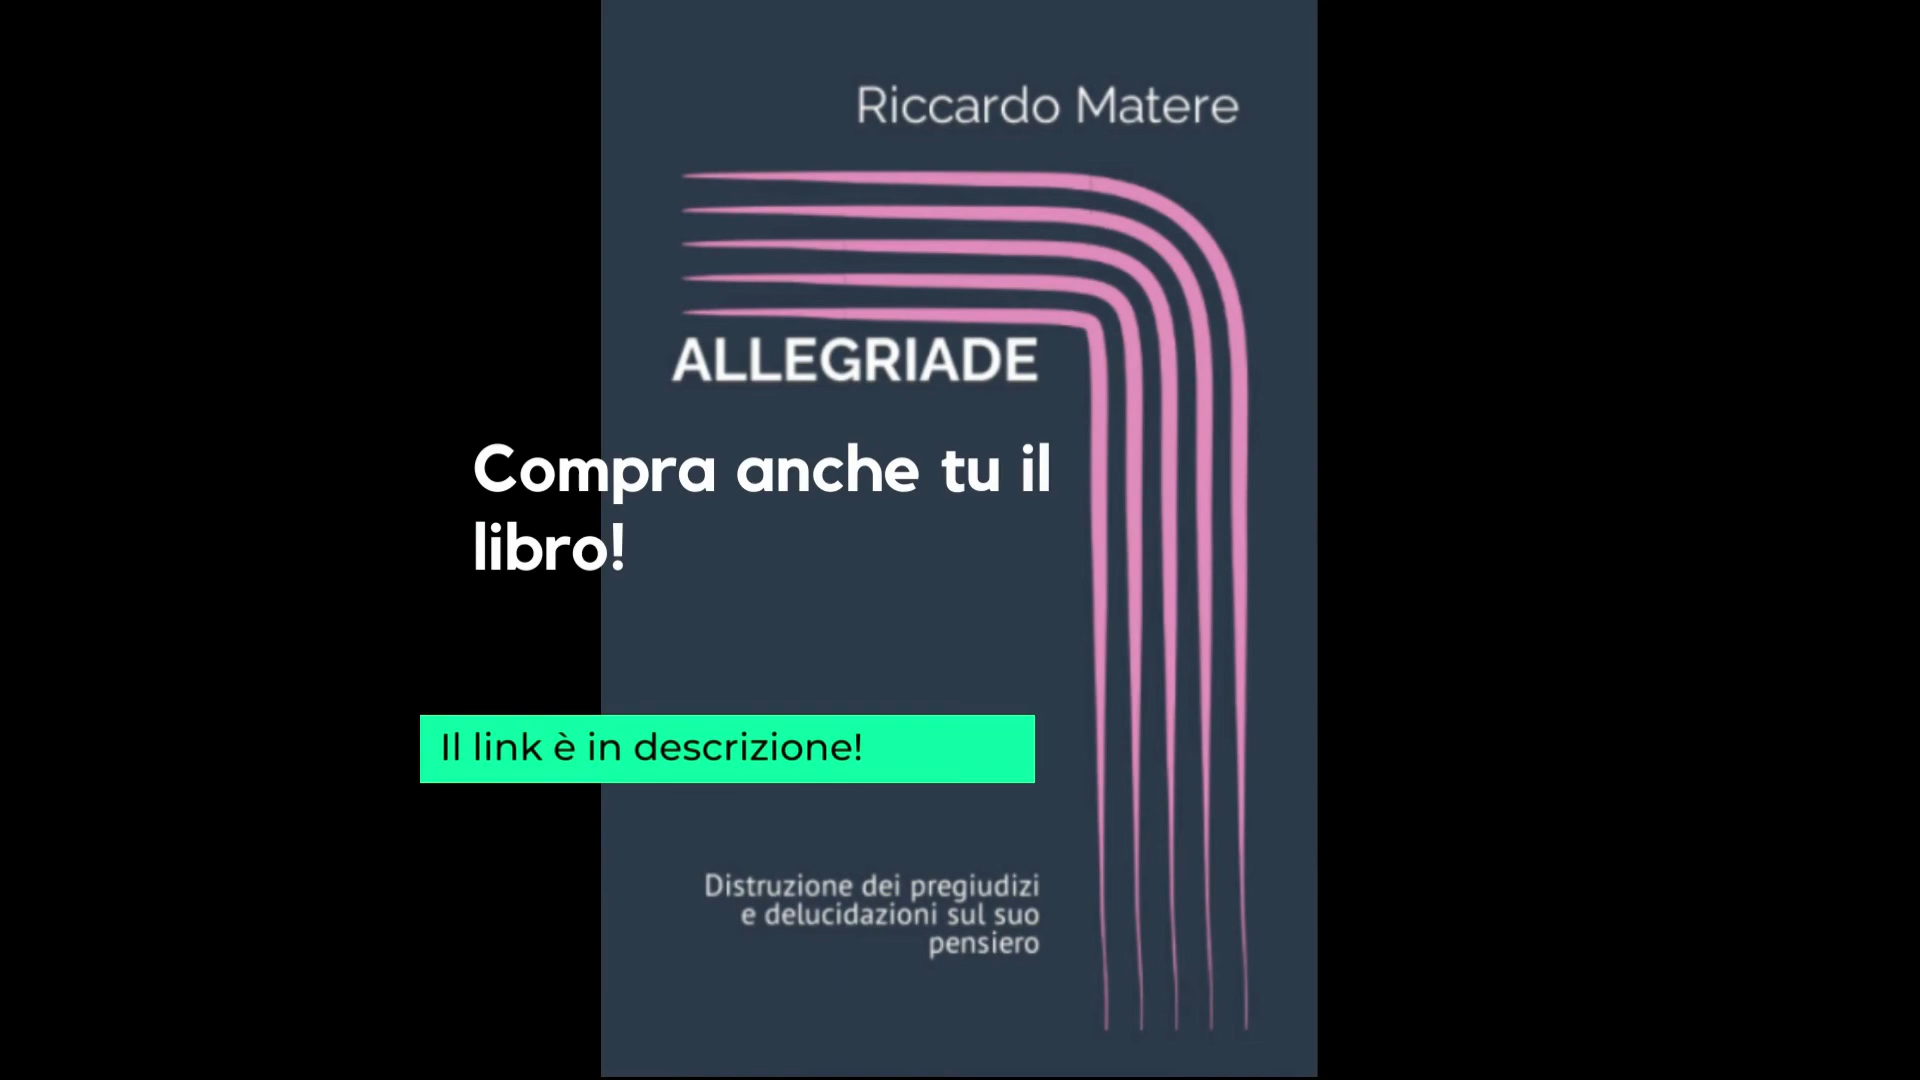 Riccardo Matere
ALLEGRIADE
Compra anche tu il
libro!
Il link è in descrizione!
Distruzione dei pregiudizi
e delucidazioni sul suo
pensiero